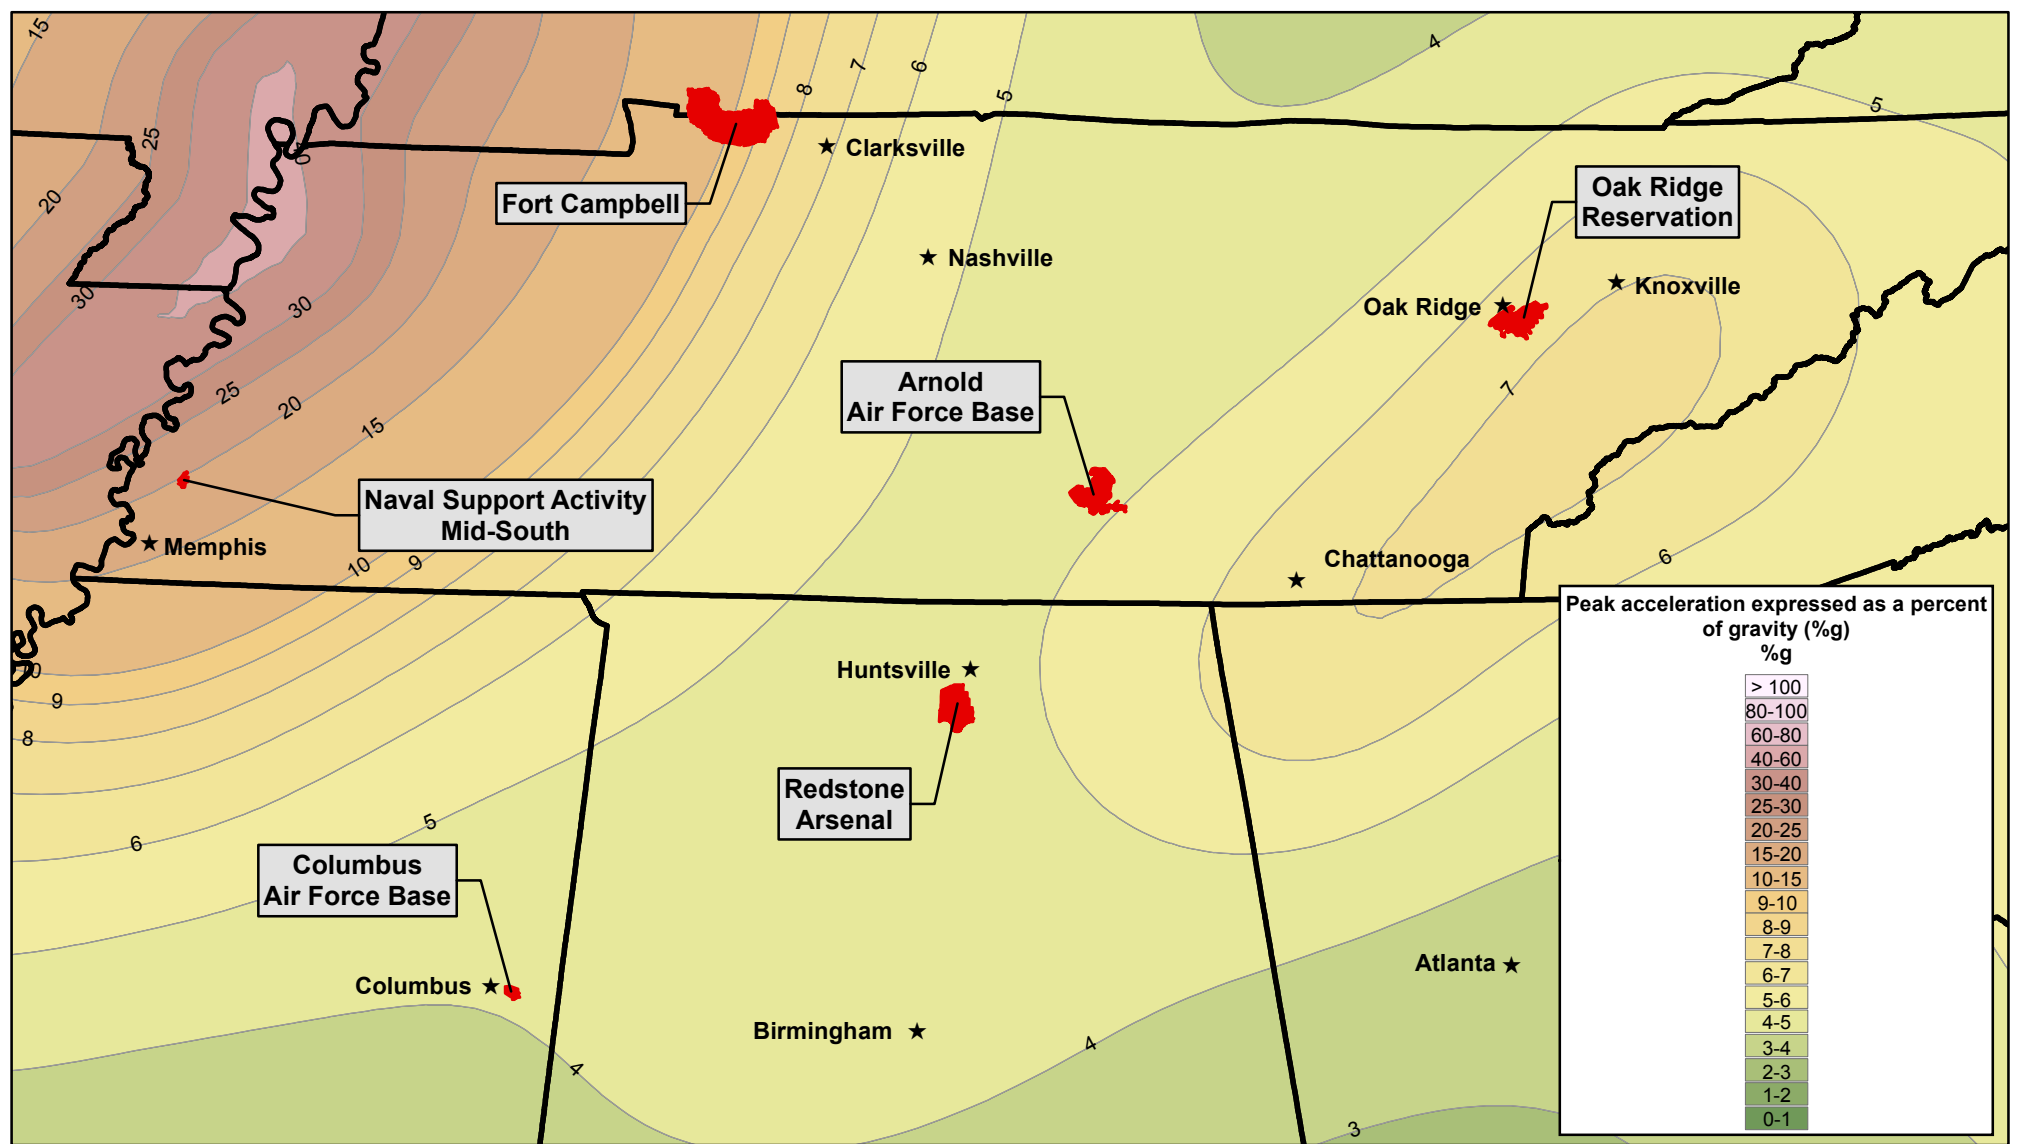 15
4
5
6
7
8
5
25
40
Clarksville
20
Fort Campbell
Oak Ridge
Reservation
Nashville
Knoxville
30
30
Oak Ridge
Arnold
Air Force Base
25
20
15
7
Naval Support Activity
Mid-South
Memphis
10
9
Chattanooga
6
10
9
8
Huntsville
Redstone
Arsenal
5
6
Columbus
Air Force Base
Columbus
Atlanta
Birmingham
4
4
3
Peak acceleration expressed as a percent
of gravity (%g)
%g
> 100
80-100
60-80
40-60
30-40
25-30
20-25
15-20
10-15
9-10
8-9
7-8
6-7
5-6
4-5
3-4
2-3
1-2
0-1